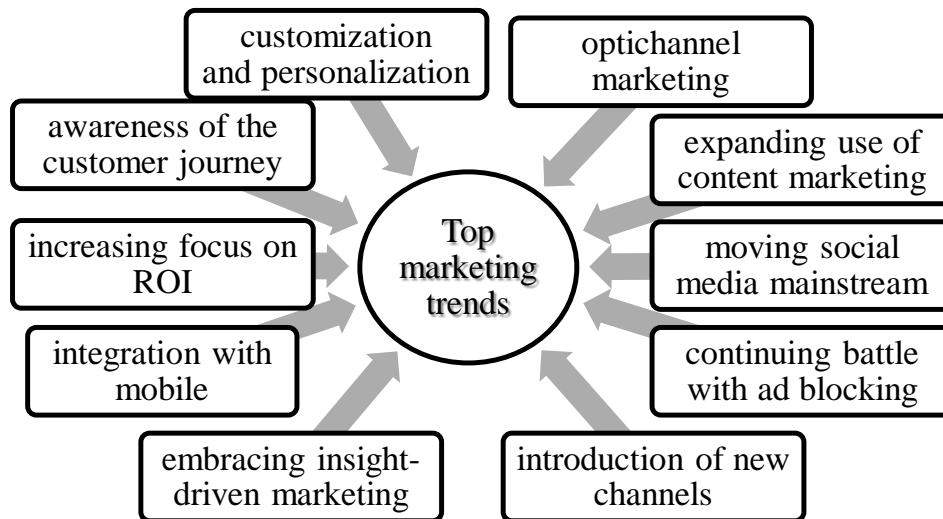 customization
and personalization
optichannel
marketing
awareness of the
customer journey
expanding use of
content marketing
increasing focus on
ROI
Top
marketing
trends
moving social
media mainstream
integration with
mobile
continuing battle
with ad blocking
embracing insight-
driven marketing
introduction of new
channels